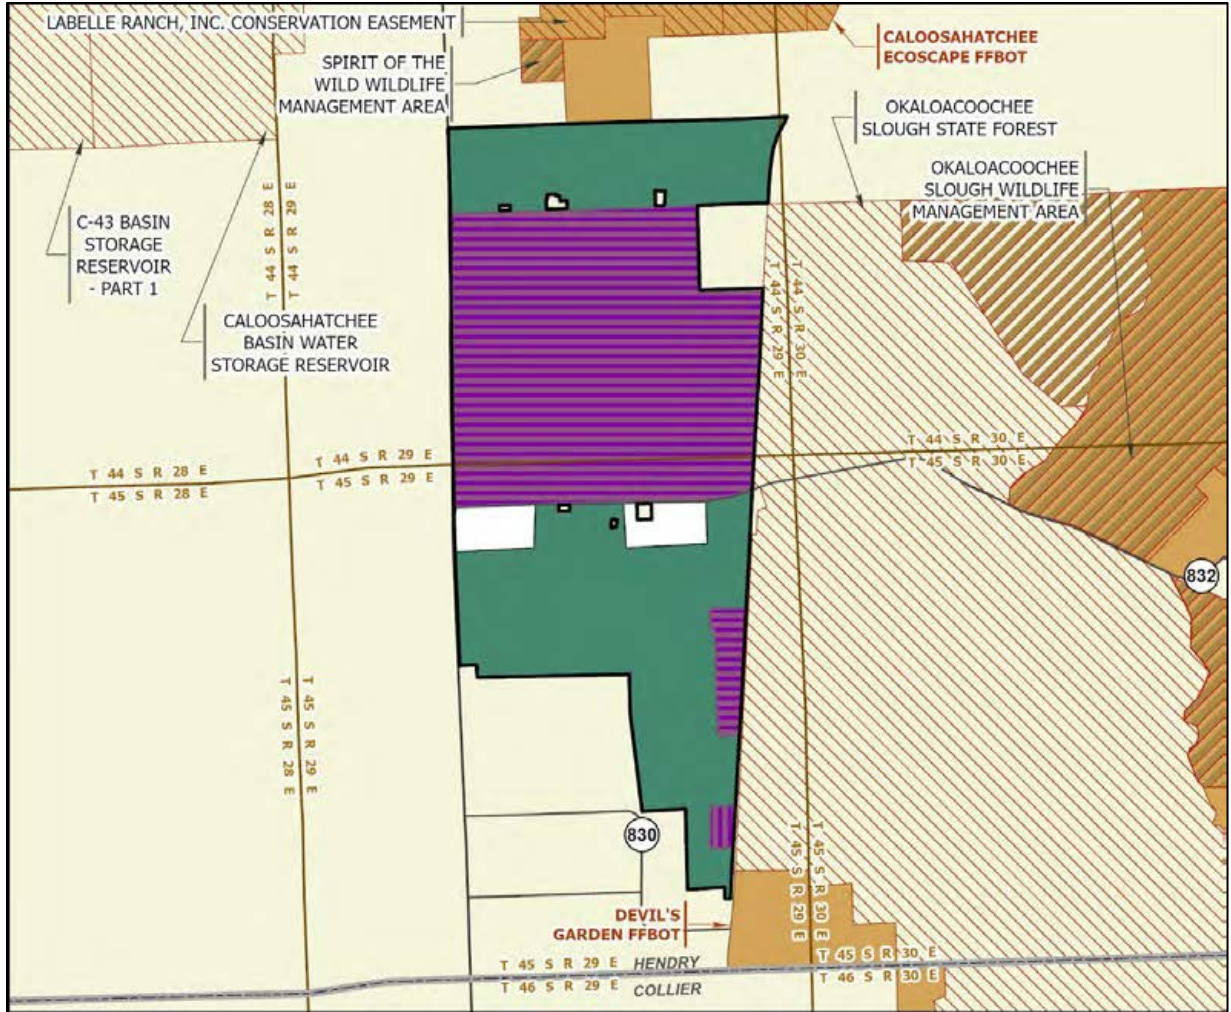 LABELLE RANCH, INC. CONSERVATION EASEMENT
SPIRIT OF THE
WILD WILDLIFE
MANAGEMENT AREA
CALOOSAHATCHEE
ECOSCAPE FFBOT
OKALOACOOCHEE
SLOUGH STATE FOREST
OKALOACOOCHEE
SLOUGH WILDLIFE
MANAGEMENT AREA
C-43 BASIN
STORAGE
RESERVOIR
- PART 1
T 44 S R 28 E
T 44 S R 29 E
CALOOSAHATCHEE
BASIN WATER
STORAGE RESERVOIR
T 44 S R 29 E
T 44 S R 30 E
T 44 S R 28 E
T 45 S R 28 E
T 44 S R 29 E
T 45 S R 29 E
T 44 S R 30 E
T 45 S R 30 E
832
T 45 S R 28 E
T 45 S R 29 E
830
T 45 S R 29 E
T 45 S R 30 E
DEVIL'S
GARDEN FFBOT
T 45 S R 29 E HENDRY
T 46 S R 29 E COLLIER
T 45 S R 30 E
T 46 S R 30 E